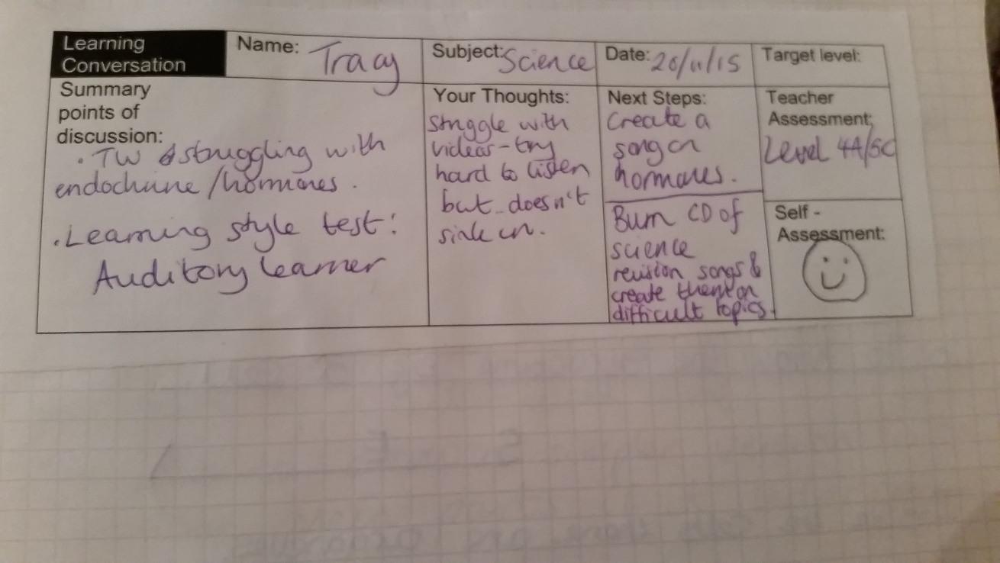 Learning
Conversation
Name: Tracy
Subject: Science
Date: 20/11/15
Target level:
Summary
points of
discussion:
. TW struggling with
endocrine/hormones.
. Learning style test:
Auditory learner
Your Thoughts:
struggle with
videos - try
hard to listen
but doesn't
sink in.
Next Steps:
Create a
song on
hormones.
Burn CD of
science
revision songs &
create them on
difficult topics.
Teacher
Assessment:
Level 4A/5C
Self -
Assessment: